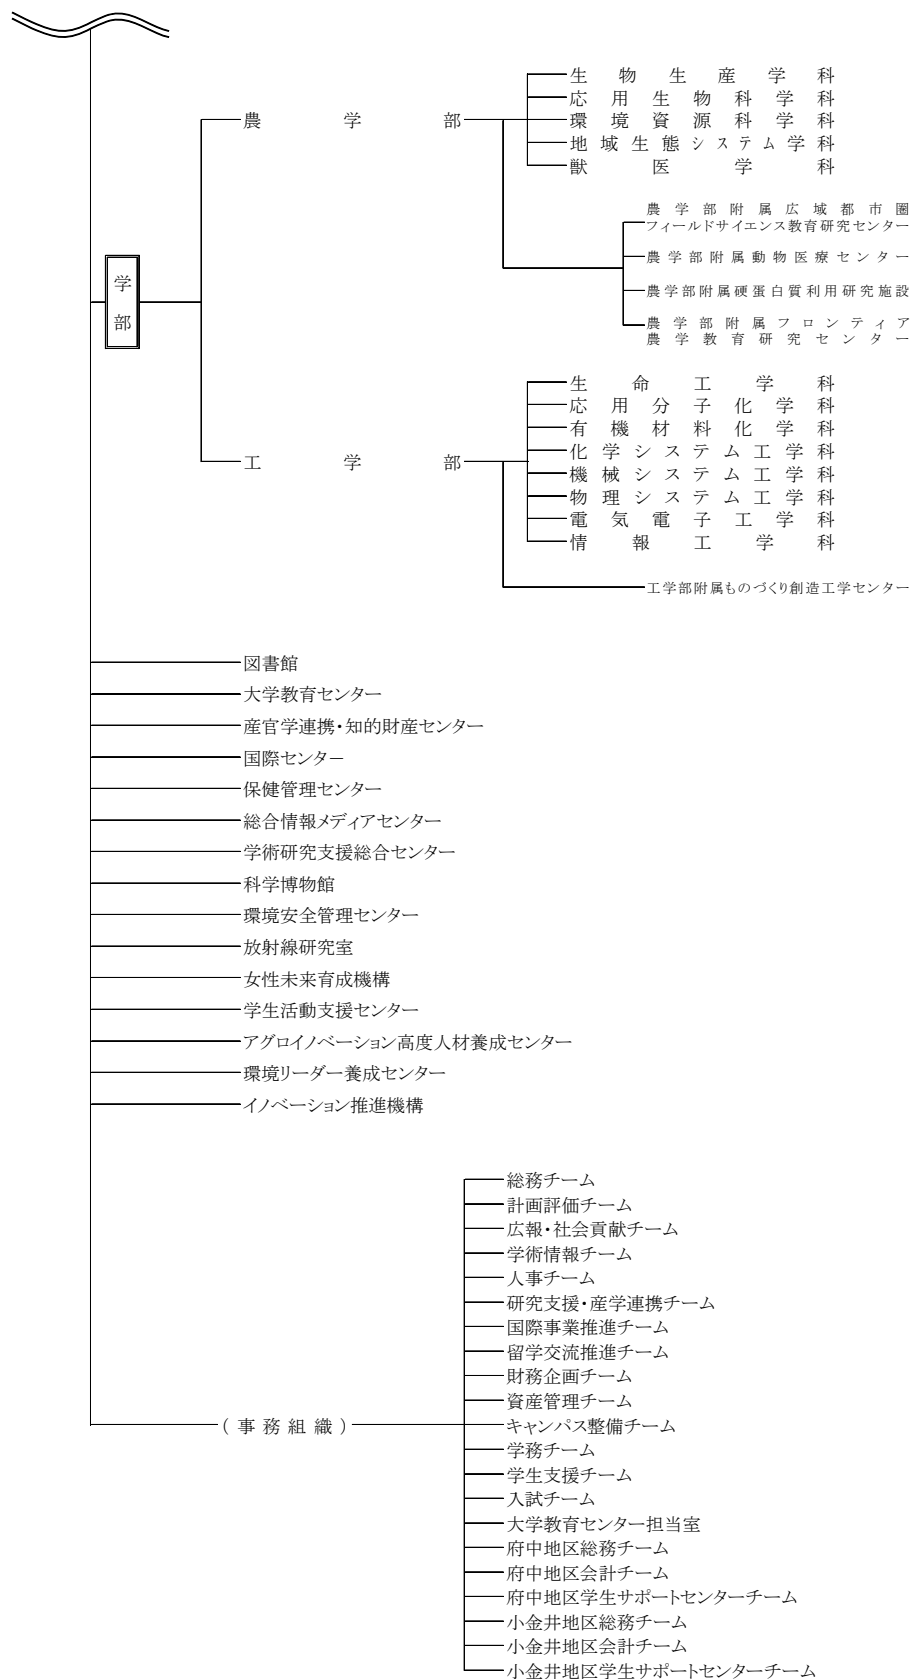 学部
農学部
生物生産学科
応用生物科学科
環境資源科学科
地域生態システム学科
獣医学科
農学部附属広域都市圏
フィールドサイエンス教育研究センター
農学部附属動物医療センター
農学部附属硬蛋白質利用研究施設
農学部附属フロンティア
農学教育研究センター
工学部
生命工学科
応用分子化学科
有機材料化学科
化学システム工学科
機械システム工学科
物理システム工学科
電気電子工学科
情報工学科
工学部附属ものづくり創造工学センター
図書館
大学教育センター
産官学連携・知的財産センター
国際センター
保健管理センター
総合情報メディアセンター
学術研究支援総合センター
科学博物館
環境安全管理センター
放射線研究室
女性未来育成機構
学生活動支援センター
アグロイノベーション高度人材養成センター
環境リーダー養成センター
イノベーション推進機構
(事務組織)
総務チーム
計画評価チーム
広報・社会貢献チーム
学術情報チーム
人事チーム
研究支援・産学連携チーム
国際事業推進チーム
留学交流推進チーム
財務企画チーム
資産管理チーム
キャンパス整備チーム
学務チーム
学生支援チーム
入試チーム
大学教育センター担当室
府中地区総務チーム
府中地区会計チーム
府中地区学生サポートセンターチーム
小金井地区総務チーム
小金井地区会計チーム
小金井地区学生サポートセンターチーム